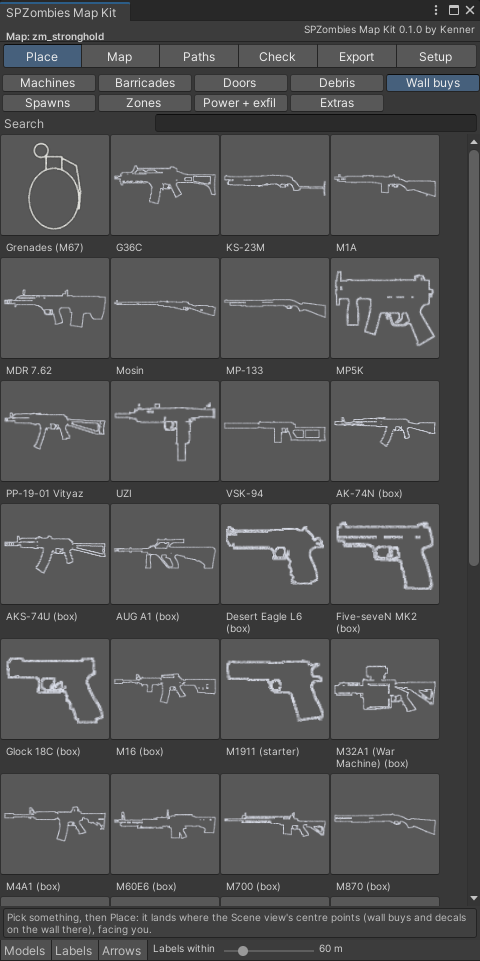 SPZombies Map Kit
Map: zm_stronghold
SPZombies Map Kit 0.1.0 by Kenner
Place Map Paths Check Export Setup
Machines Barricades Doors Debris Wall buys
Spawns Zones Power + exfil Extras
Search
Grenades (M67) G36C KS-23M M1A
MDR 7.62 Mosin MP-133 MP5K
PP-19-01 Vityaz UZI VSK-94 AK-74N (box)
AKS-74U (box) AUG A1 (box) Desert Eagle L6 (box) Five-seveN MK2 (box)
Glock 18C (box) M16 (box) M1911 (starter) M32A1 (War Machine) (box)
M4A1 (box) M60E6 (box) M700 (box) M870 (box)
Pick something, then Place: it lands where the Scene view's centre points (wall buys and decals
on the wall there), facing you.
Models Labels Arrows Labels within 60 m